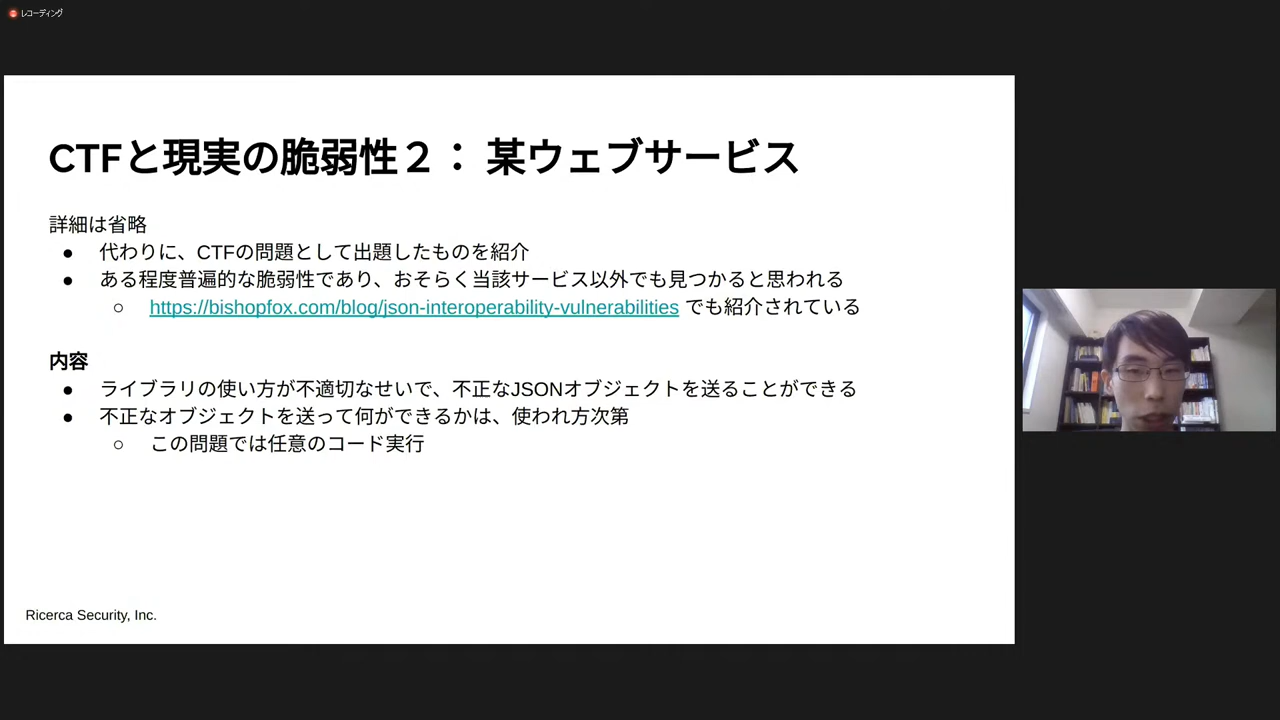 レコーディング
CTFと現実の脆弱性２： 某ウェブサービス
詳細は省略
● 代わりに、CTFの問題として出題したものを紹介
● ある程度普遍的な脆弱性であり、おそらく当該サービス以外でも見つかると思われる
○ https://bishopfox.com/blog/json-interoperability-vulnerabilities でも紹介されている
内容
● ライブラリの使い方が不適切なせいで、不正なJSONオブジェクトを送ることができる
● 不正なオブジェクトを送って何ができるかは、使われ方次第
○ この問題では任意のコード実行
Ricerca Security, Inc.